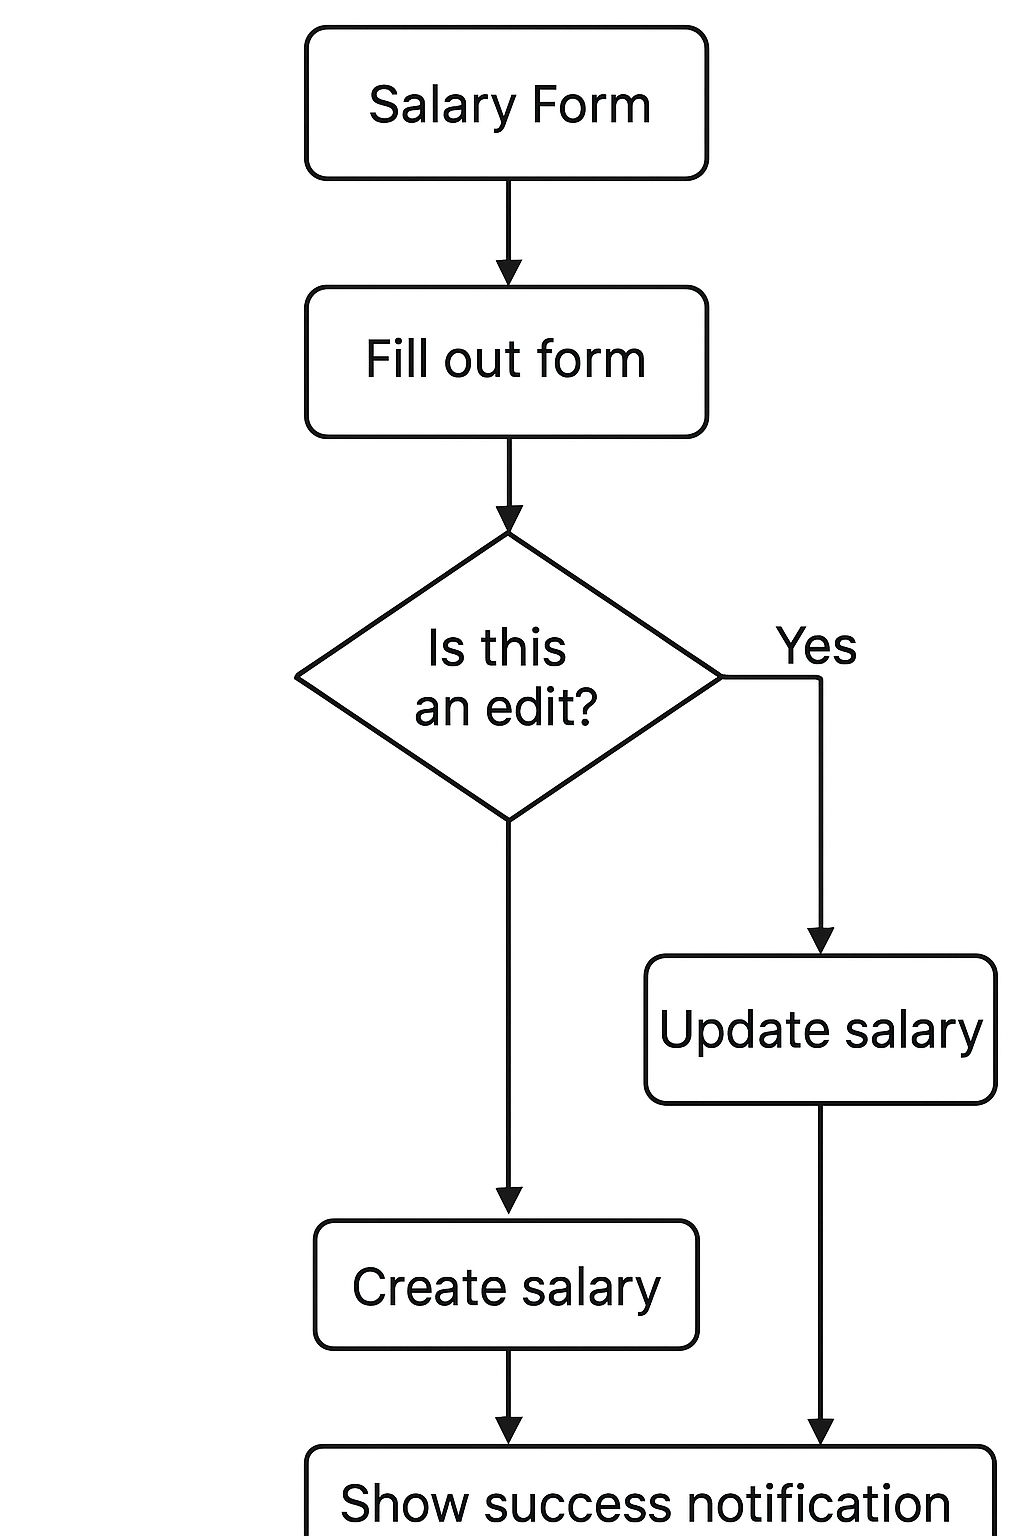 Salary Form
Fill out form
Is this
an edit?
Yes
Update salary
Create salary
Show success notification